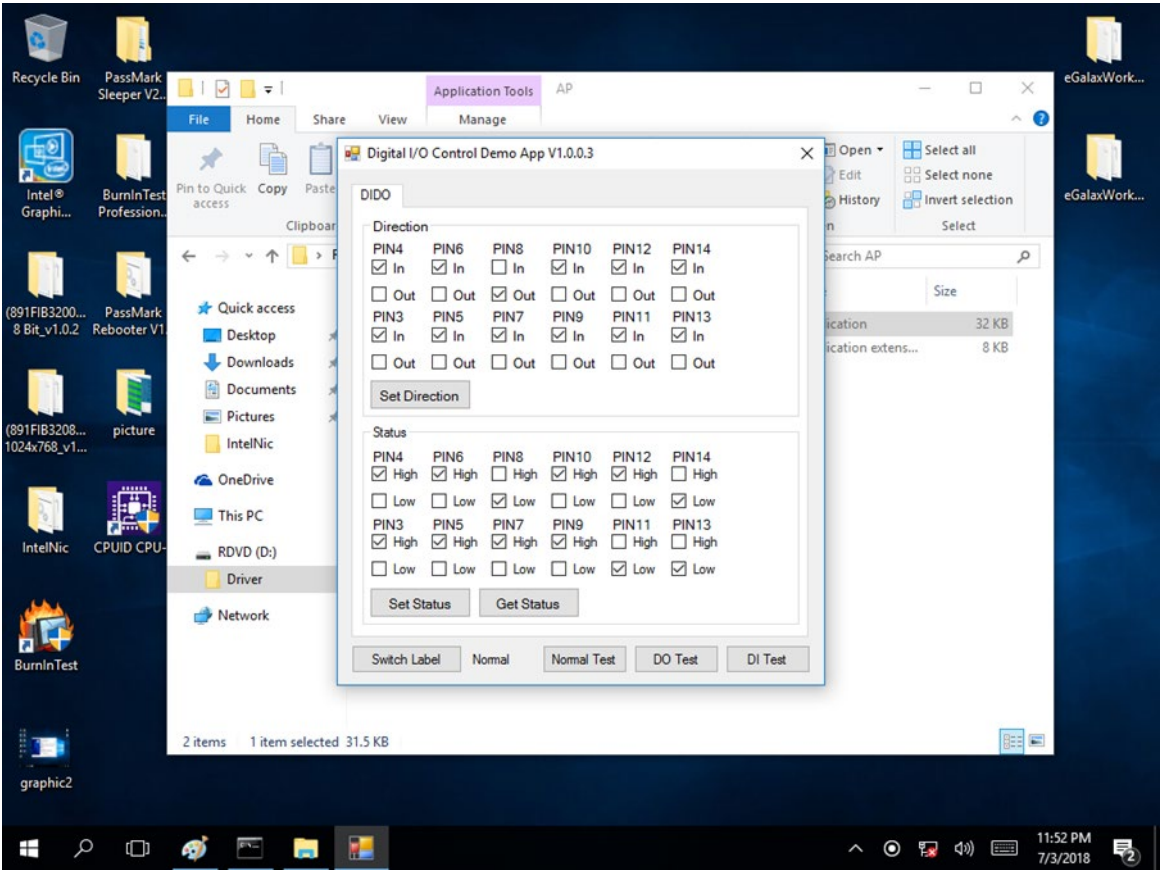 Recycle Bin
PassMark
Sleeper V2..
Intel®
Graphi...
BurnInTest
Profession..
(891FIB3200...
8 Bit_v1.0.2
PassMark
Rebooter V1
(891FIB3208...
1024x768_v1...
picture
IntelNic
CPUID CPU-
BurnInTest
graphic2
eGalaxWork...
eGalaxWork...
Application Tools AP
File Home Share View Manage
Pin to Quick
access
Copy
Paste
Clipboar
Open
Edit
History
Select all
Select none
Invert selection
Select
Search AP
Size
ication 32 KB
ication extens... 8 KB
Quick access
Desktop
Downloads
Documents
Pictures
IntelNic
OneDrive
This PC
RDVD (D:)
Driver
Network
2 items 1 item selected 31.5 KB
Digital I/O Control Demo App V1.0.0.3
DIDO
Direction
PIN4 PIN6 PIN8 PIN10 PIN12 PIN14
In In In In In In
Out Out Out Out Out Out
PIN3 PIN5 PIN7 PIN9 PIN11 PIN13
In In In In In In
Out Out Out Out Out Out
Set Direction
Status
PIN4 PIN6 PIN8 PIN10 PIN12 PIN14
High High High High High High
Low Low Low Low Low Low
PIN3 PIN5 PIN7 PIN9 PIN11 PIN13
High High High High High High
Low Low Low Low Low Low
Set Status Get Status
Switch Label Normal Normal Test DO Test DI Test
11:52 PM
7/3/2018
2